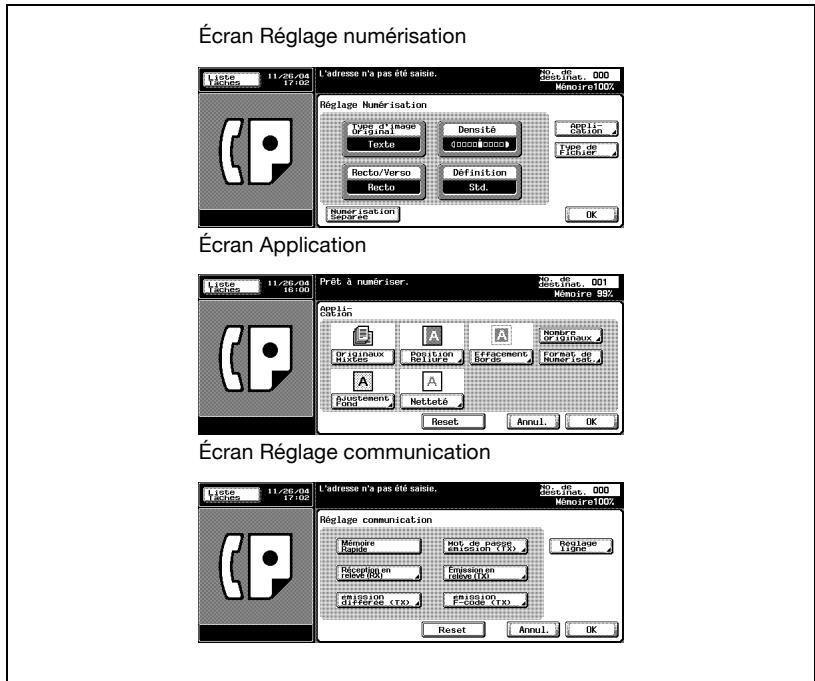 Écran Réglage numérisation
Liste Tâches
11/26/04
17:02
L'adresse n'a pas été saisie.
No. de destinat. 000
Mémoire100%
Réglage Numérisation
Type d'image Original
Texte
Densité
Appli-
cation
Type de Fichier
Recto/Verso
Recto
Définition
Std.
Numérisation Séparée
OK
Écran Application
Liste Tâches
11/26/04
16:00
Prêt à numériser.
No. de destinat. 001
Mémoire 99%
Appli-
cation
Originaux Mixtes
A
Position Reliure
A
Effacement Bords
Nombre originaux
Format de Numérisat.
A
Ajustement Fond
A
Netteté
Reset
Annul.
OK
Écran Réglage communication
Liste Tâches
11/26/04
17:02
L'adresse n'a pas été saisie.
No. de destinat. 000
Mémoire100%
Réglage communication
Mémoire Rapide
Mot de passe émission (TX)
Réglage ligne
Réception en relève (RX)
Émission en relève (TX)
émission différée (TX)
émission F-code (TX)
Reset
Annul.
OK